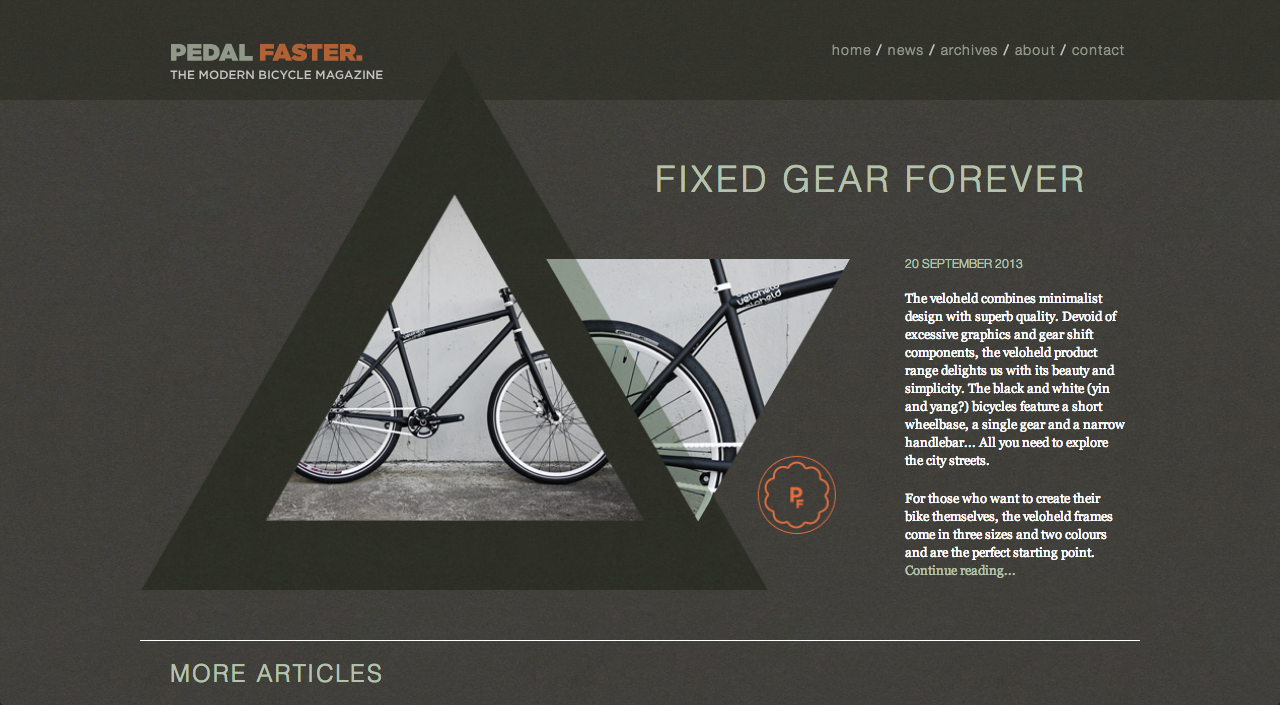 PEDAL FASTER.
THE MODERN BICYCLE MAGAZINE
home / news / archives / about / contact
FIXED GEAR FOREVER
veloheld
veloheld
20 SEPTEMBER 2013
The veloheld combines minimalist
design with superb quality. Devoid of
excessive graphics and gear shift
components, the veloheld product
range delights us with its beauty and
simplicity. The black and white (yin
and yang?) bicycles feature a short
wheelbase, a single gear and a narrow
handlebar... All you need to explore
the city streets.
For those who want to create their
bike themselves, the veloheld frames
come in three sizes and two colours
and are the perfect starting point.
Continue reading...
PF
MORE ARTICLES